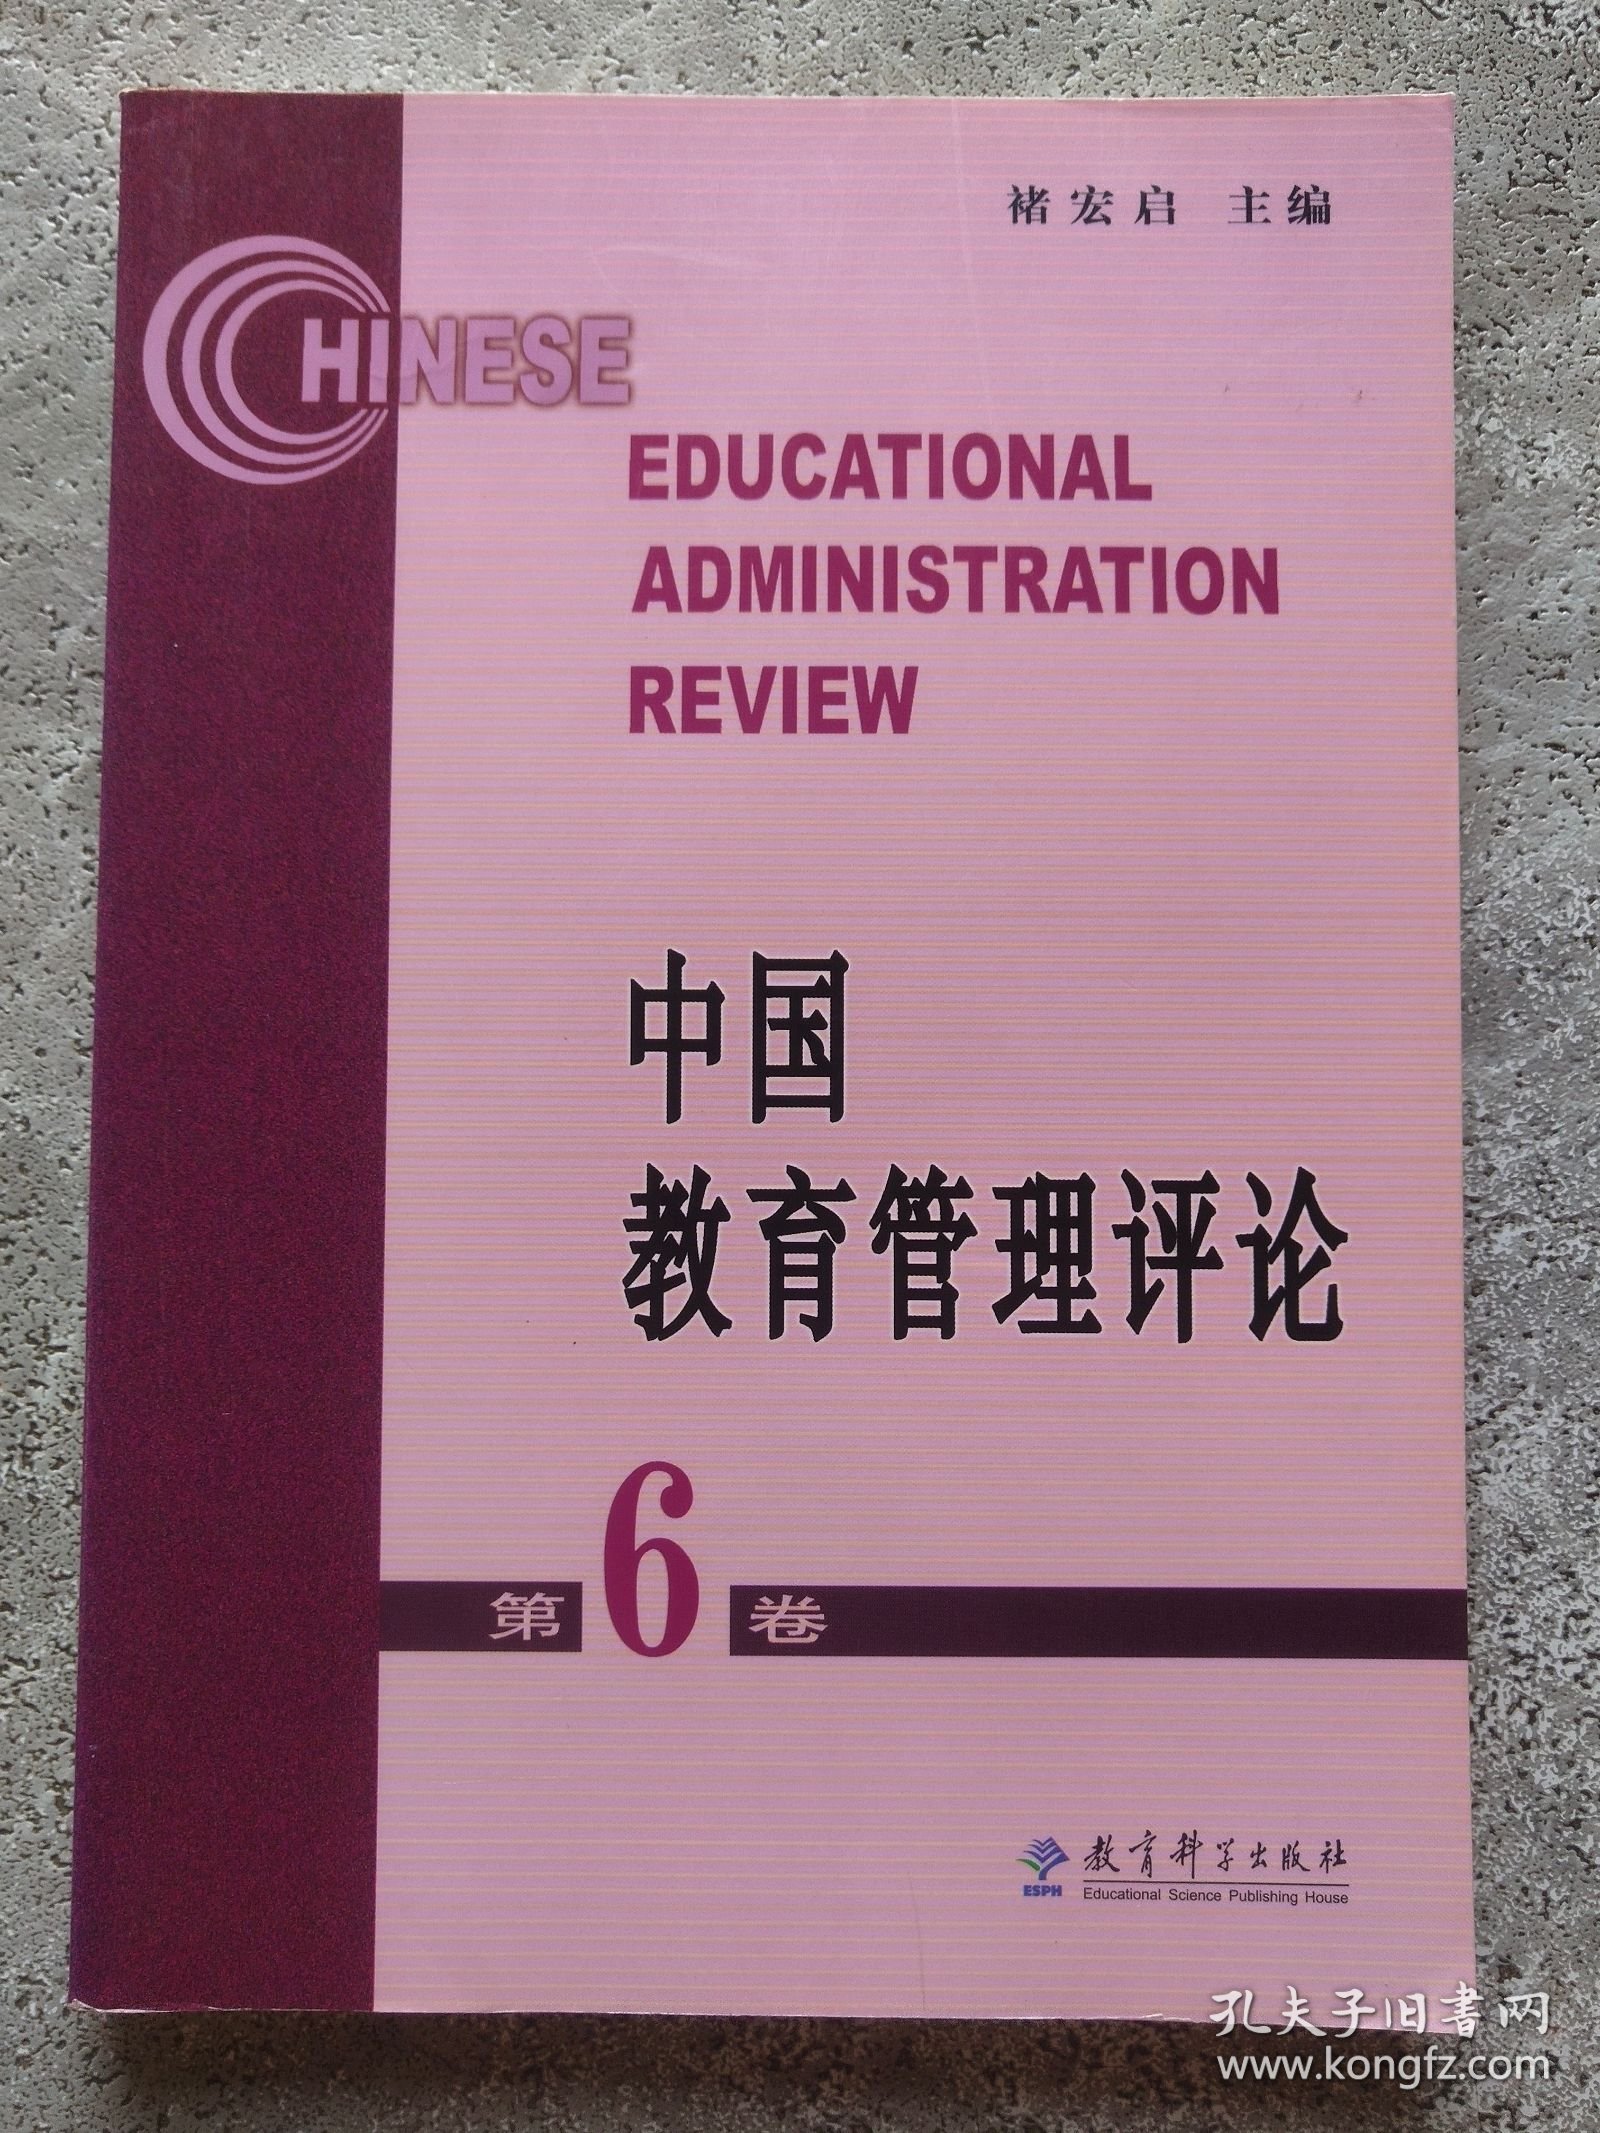 褚宏启 主编
CHINESE
EDUCATIONAL
ADMINISTRATION
REVIEW
中国
教育管理评论
第6卷
教育科学出版社
ESPH
Educational Science Publishing House
孔夫子旧书网
www.kongfz.com